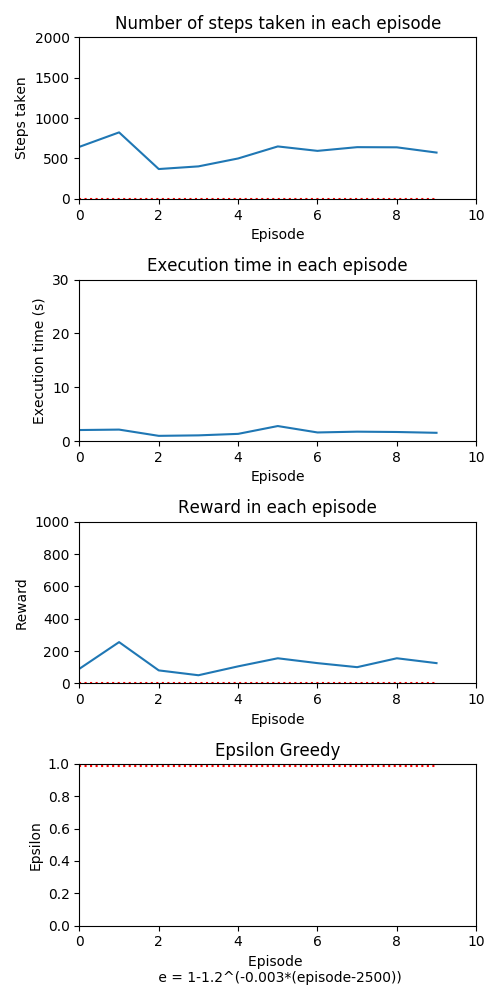 Number of steps taken in each episode
2000
1500
1000
500
0
Steps taken
0 2 4 6 8 10
Episode
Execution time in each episode
30
20
10
0
Execution time (s)
0 2 4 6 8 10
Episode
Reward in each episode
1000
800
600
400
200
0
Reward
0 2 4 6 8 10
Episode
Epsilon Greedy
1.0
0.8
0.6
0.4
0.2
0.0
Epsilon
0 2 4 6 8 10
Episode
e = 1-1.2^(-0.003*(episode-2500))